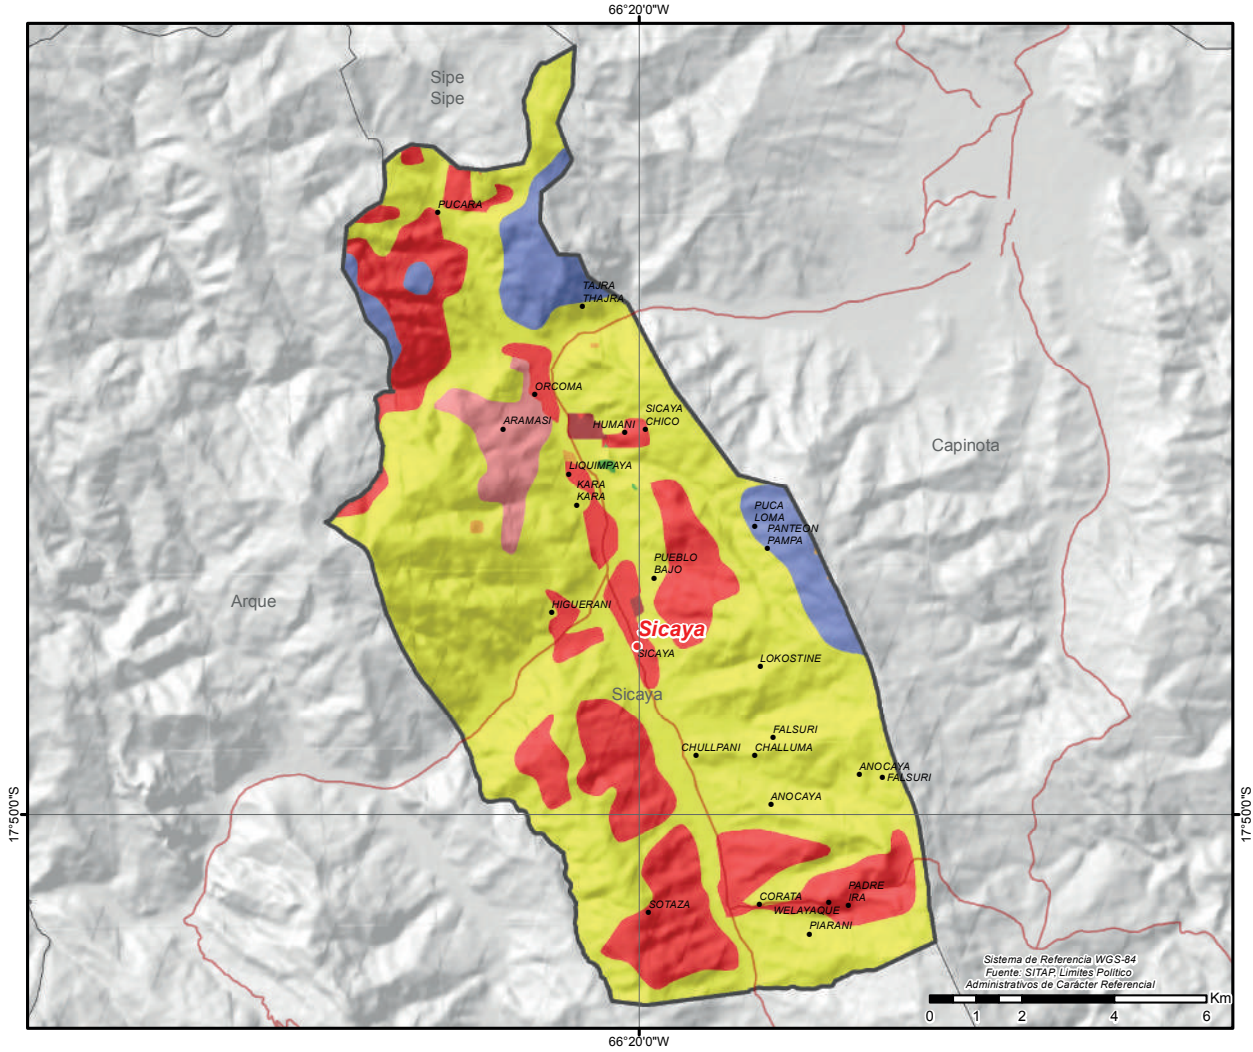 66°20'0"W
Sipe
Sipe
PUCARA
TAJRA
THAJRA
ORCOMA
SICAYA
CHICO
ARAMASI
HUMANI
Capinota
LIQUIMPAYA
KARA
KARA
PUCA
LOMA
PANTEON
PAMPA
PUEBLO
BAJO
Arque
HIGUERANI
Sicaya
SICAYA
LOKOSTINE
Sicaya
FALSURI
CHULLPANI
CHALLUMA
ANOCAYA
FALSURI
ANOCAYA
17°50'0"S
17°50'0"S
PADRE
IRA
CORATA
WELAYAQUE
SOTAZA
PIARANI
Sistema de Referencia WGS-84
Fuente: SITAP, Limites Político
Administrativos de Carácter Referencial
Km
0 1 2 4 6
66°20'0"W